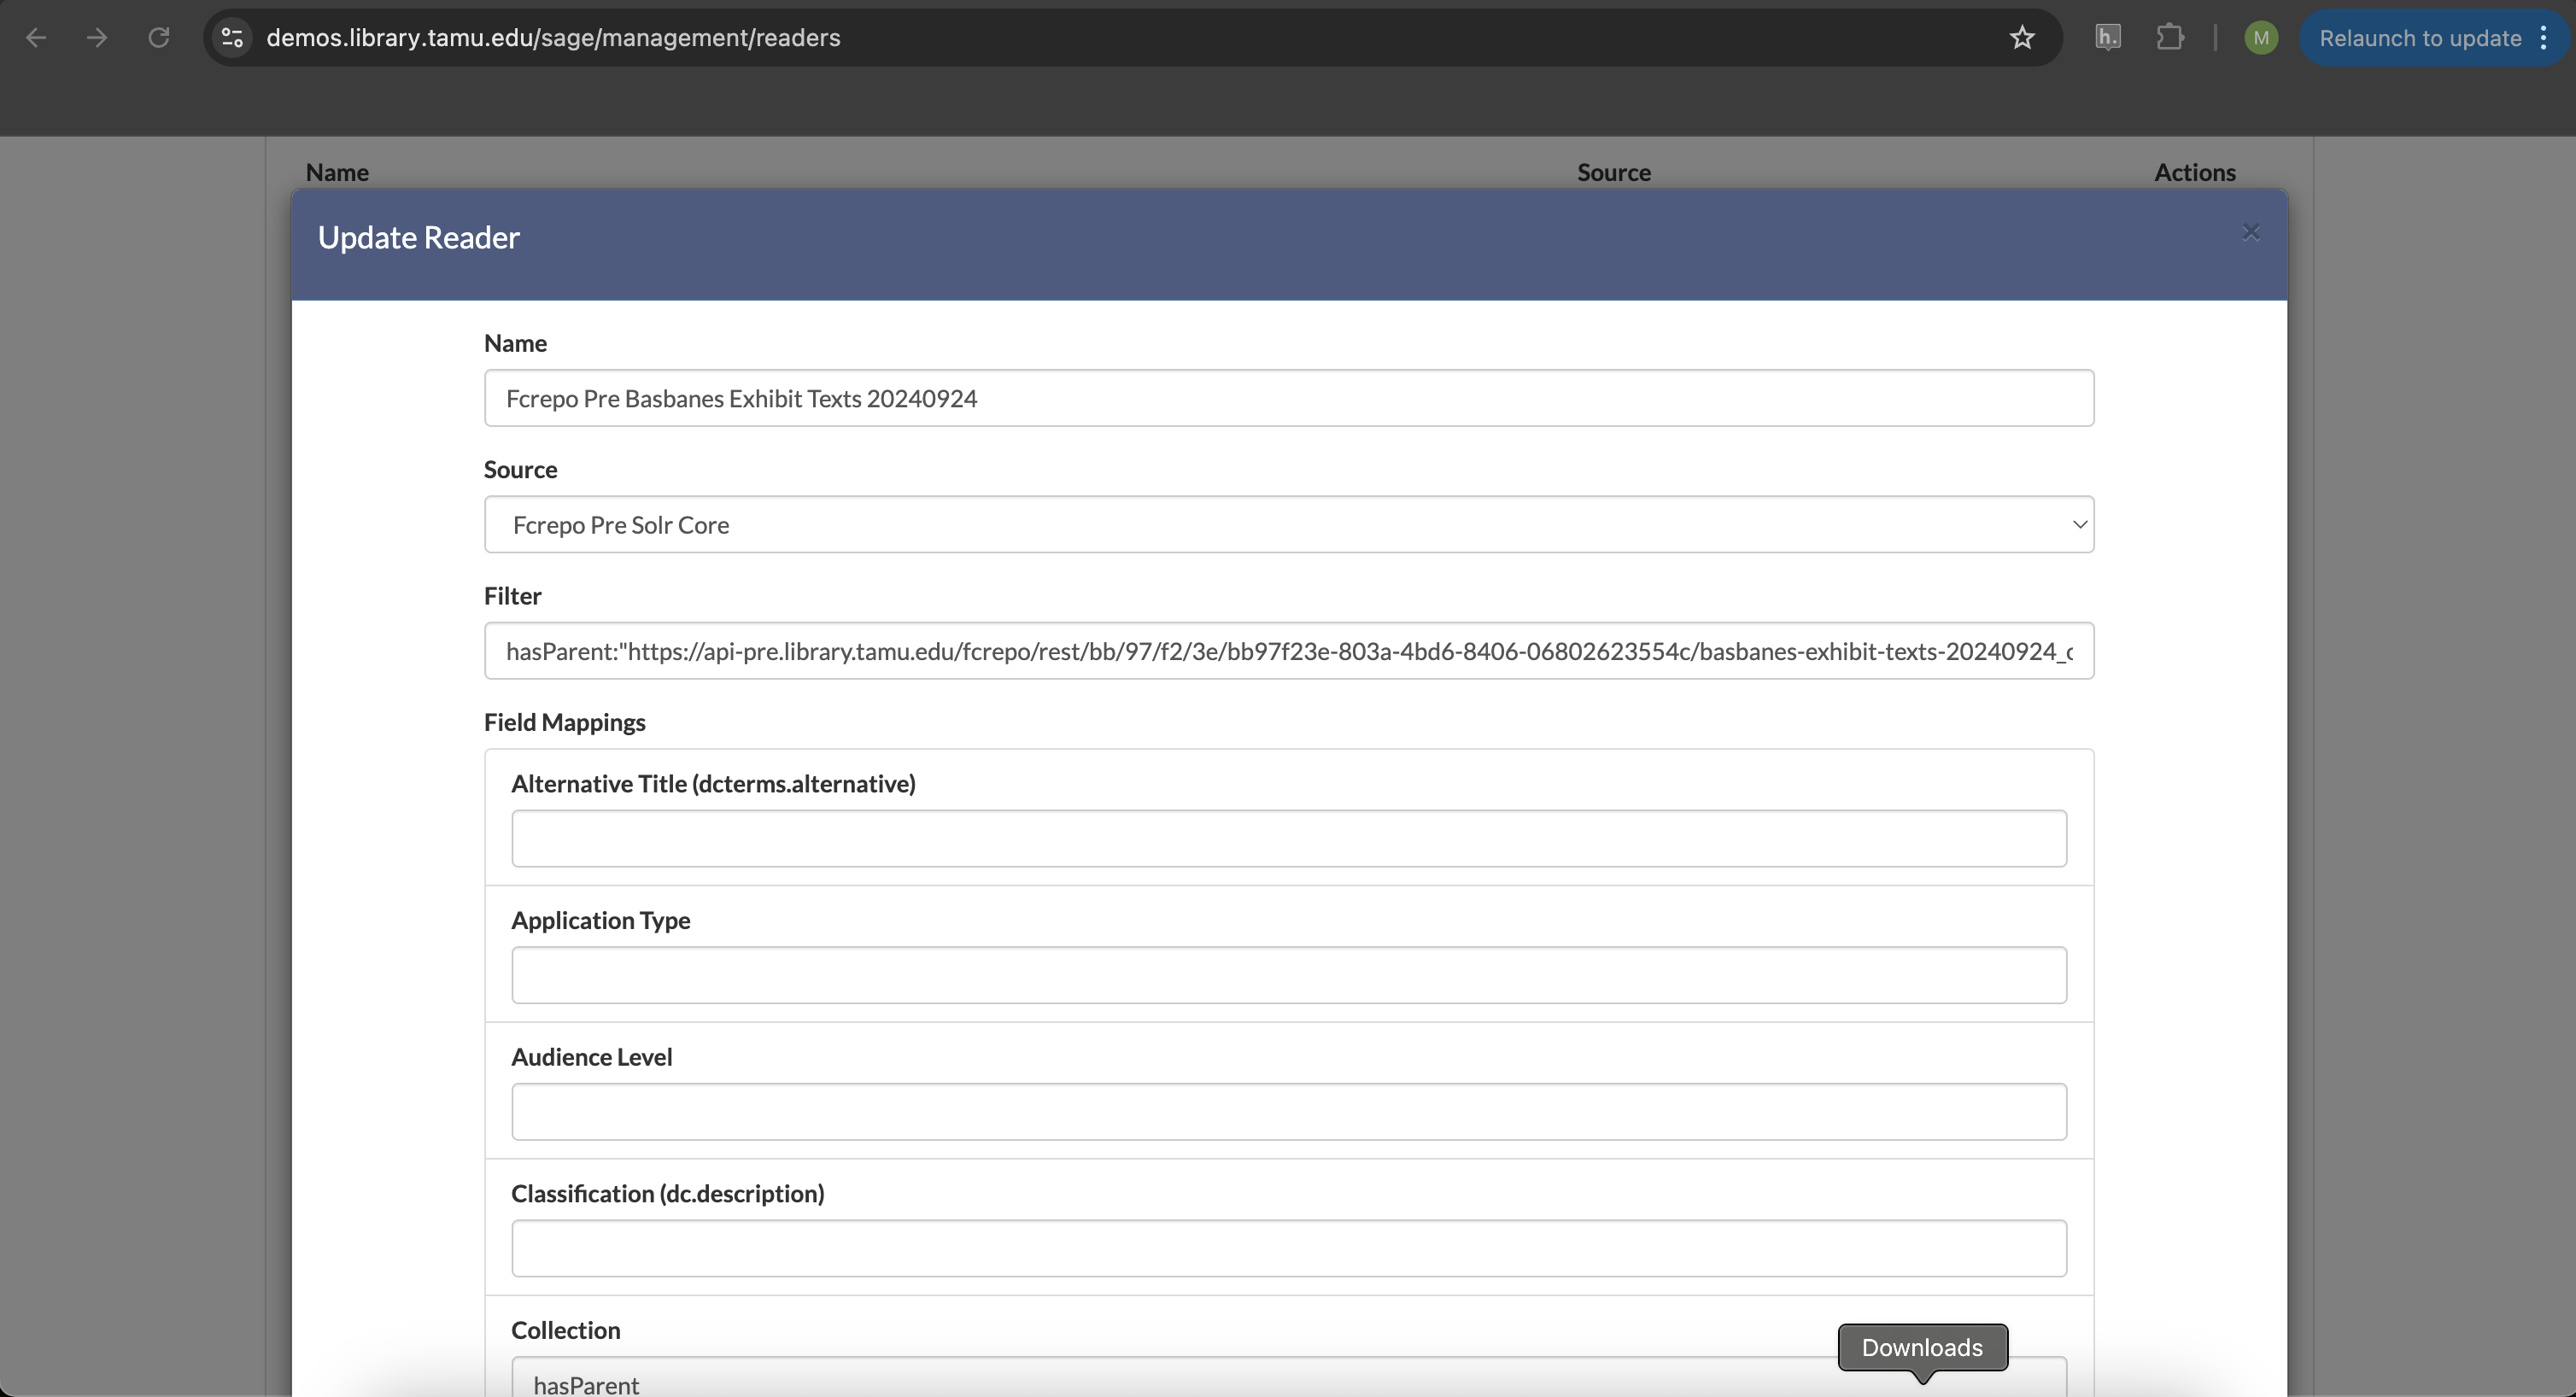 demos.library.tamu.edu/sage/management/readers
h.
M
Relaunch to update
Name Source Actions
Update Reader
×
Name
Fcrepo Pre Basbanes Exhibit Texts 20240924
Source
Fcrepo Pre Solr Core
Filter
hasParent:"https://api-pre.library.tamu.edu/fcrepo/rest/bb/97/f2/3e/bb97f23e-803a-4bd6-8406-06802623554c/basbanes-exhibit-texts-20240924_
Field Mappings
Alternative Title (dcterms.alternative)
Application Type
Audience Level
Classification (dc.description)
Collection
hasParent
Downloads